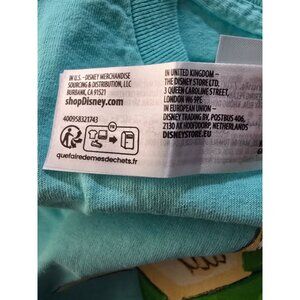 IN U.S. - DISNEY MERCHANDISE
SOURCING & DISTRIBUTION, LLC
BURBANK, CA 91521
shopDisney.com
400958321743
FR
quefairedemesdechets.fr
IN UNITED KINGDOM –
THE DISNEY STORE LTD.
3 QUEEN CAROLINE STREET,
LONDON W6 9PE
IN EUROPEAN UNION –
DISNEY TRADING BV, POSTBUS 406,
2130 AK HOOFDDORP, NETHERLANDS
DISNEYSTORE.EU